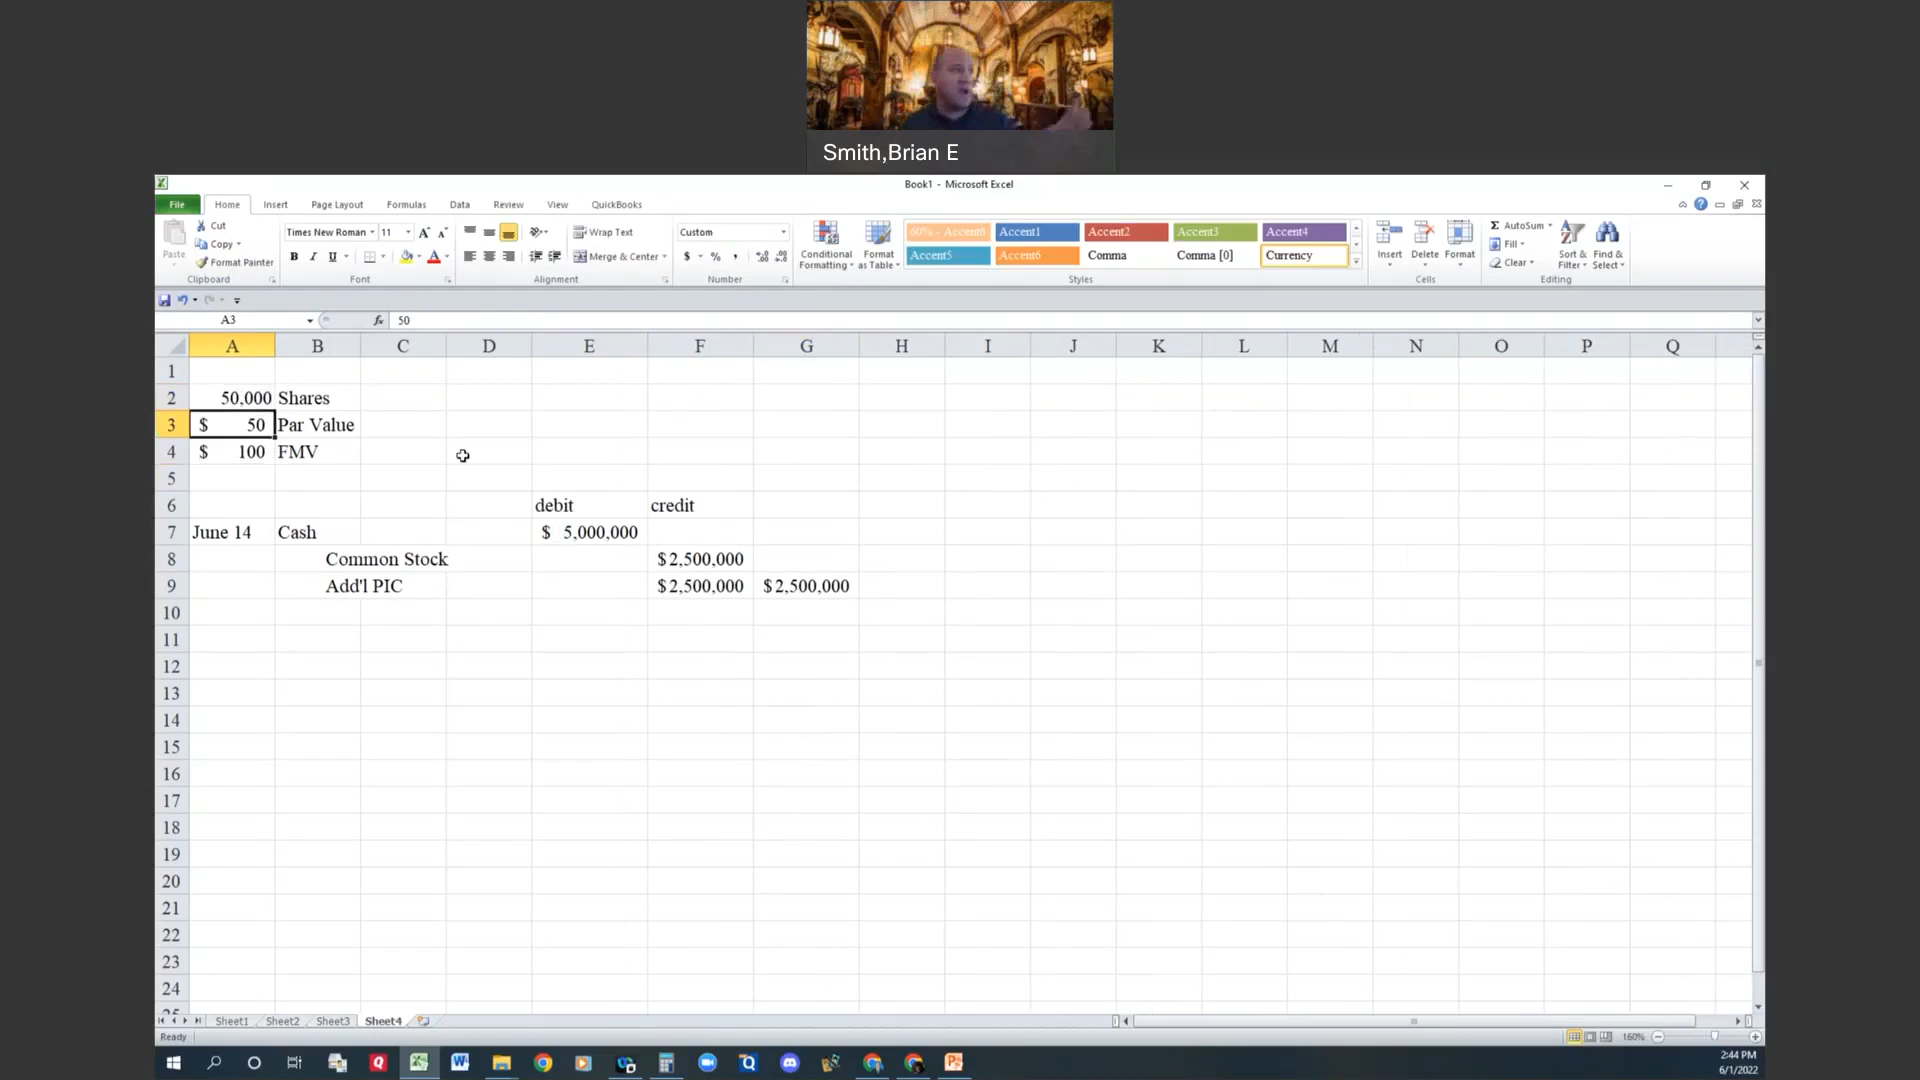 Smith,Brian E
Book1 - Microsoft Excel
File Home Insert Page Layout Formulas Data Review View QuickBooks
Cut
Copy
Format Painter
Paste
Clipboard
Times New Roman 11
B I U
Font
Wrap Text
Merge & Center
Alignment
Custom
$ % ,
Number
Conditional Formatting
Format as Table
60% - Accent6 Accent1 Accent2 Accent3 Accent4
Accent5 Accent6 Comma Comma [0] Currency
Styles
Insert Delete Format
Cells
AutoSum
Fill
Clear
Sort & Filter
Find & Select
Editing
A3 fx 50
A B C D E F G H I J K L M N O P Q
1
2 50,000 Shares
3 $ 50 Par Value
4 $ 100 FMV
5
6 debit credit
7 June 14 Cash $ 5,000,000
8 Common Stock $2,500,000
9 Add'l PIC $2,500,000 $2,500,000
10
11
12
13
14
15
16
17
18
19
20
21
22
23
24
25
Sheet1 Sheet2 Sheet3 Sheet4
Ready 160%
2:44 PM
6/1/2022